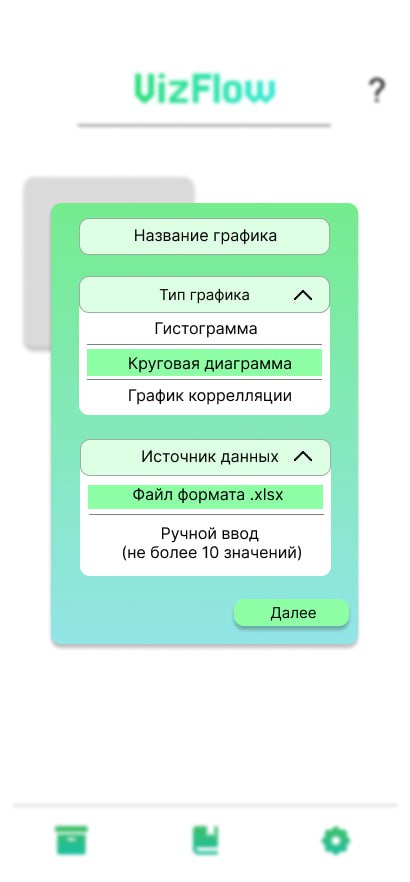 VizFlow
?
Название графика
Тип графика
Гистограмма
Круговая диаграмма
График корреляции
Источник данных
Файл формата .xlsx
Ручной ввод
(не более 10 значений)
Далее